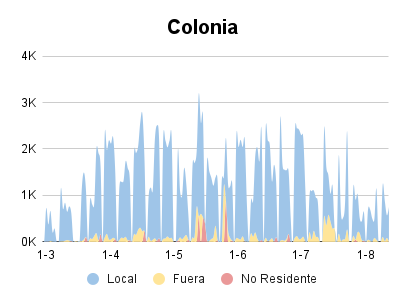 Colonia
4K
3K
2K
1K
0K
1-3 1-4 1-5 1-6 1-7 1-8
Local Fuera No Residente